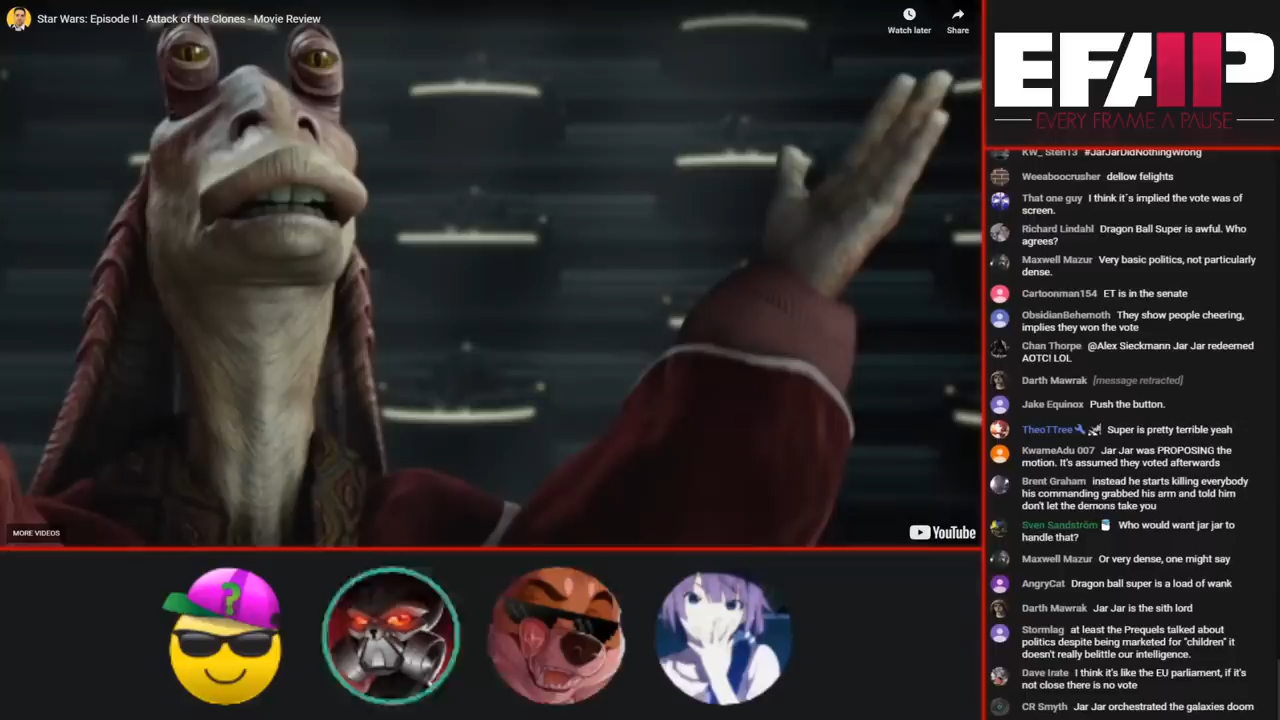 Star Wars: Episode II - Attack of the Clones - Movie Review
Watch later
Share
MORE VIDEOS
YouTube
?
EFAP
EVERY FRAME A PAUSE
KW_Sten13 #JarJarDidNothingWrong
Weeaboocrusher dellow felights
That one guy I think it´s implied the vote was of
screen.
Richard Lindahl Dragon Ball Super is awful. Who
agrees?
Maxwell Mazur Very basic politics, not particularly
dense.
Cartoonman154 ET is in the senate
ObsidianBehemoth They show people cheering,
implies they won the vote
Chan Thorpe @Alex Sieckmann Jar Jar redeemed
AOTC! LOL.
Darth Mawrak [message retracted]
Jake Equinox Push the button.
TheoTTree Super is pretty terrible yeah
KwameAdu 007 Jar Jar was PROPOSING the
motion. It's assumed they voted afterwards
Brent Graham instead he starts killing everybody
his commanding grabbed his arm and told him
don't let the demons take you
Sven Sandström Who would want jar jar to
handle that?
Maxwell Mazur Or very dense, one might say
AngryCat Dragon ball super is a load of wank
Darth Mawrak Jar Jar is the sith lord
Stormlag at least the Prequels talked about
politics despite being marketed for "children" it
doesn't really belittle our intelligence.
Dave Irate I think it's like the EU parliament, if it's
not close there is no vote
CR Smyth Jar Jar orchestrated the galaxies doom